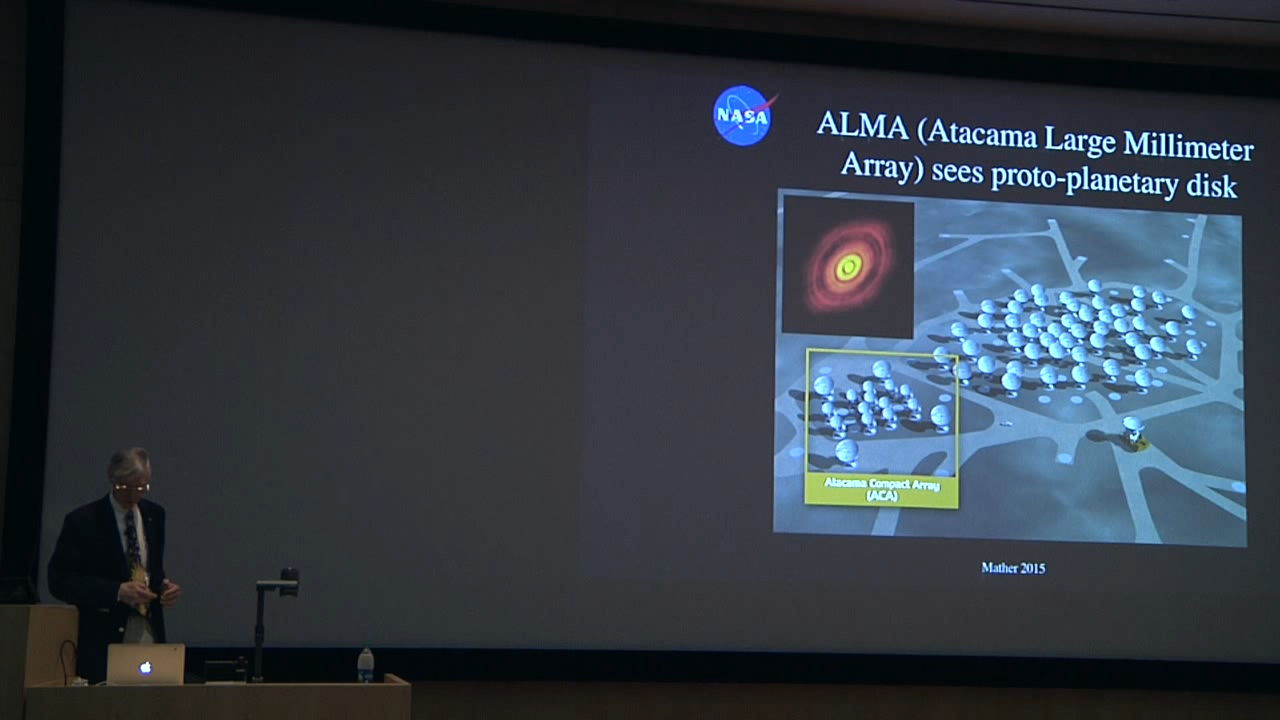 NASA
ALMA (Atacama Large Millimeter
Array) sees proto-planetary disk
Atacama Compact Array
(ACA)
Mather 2015